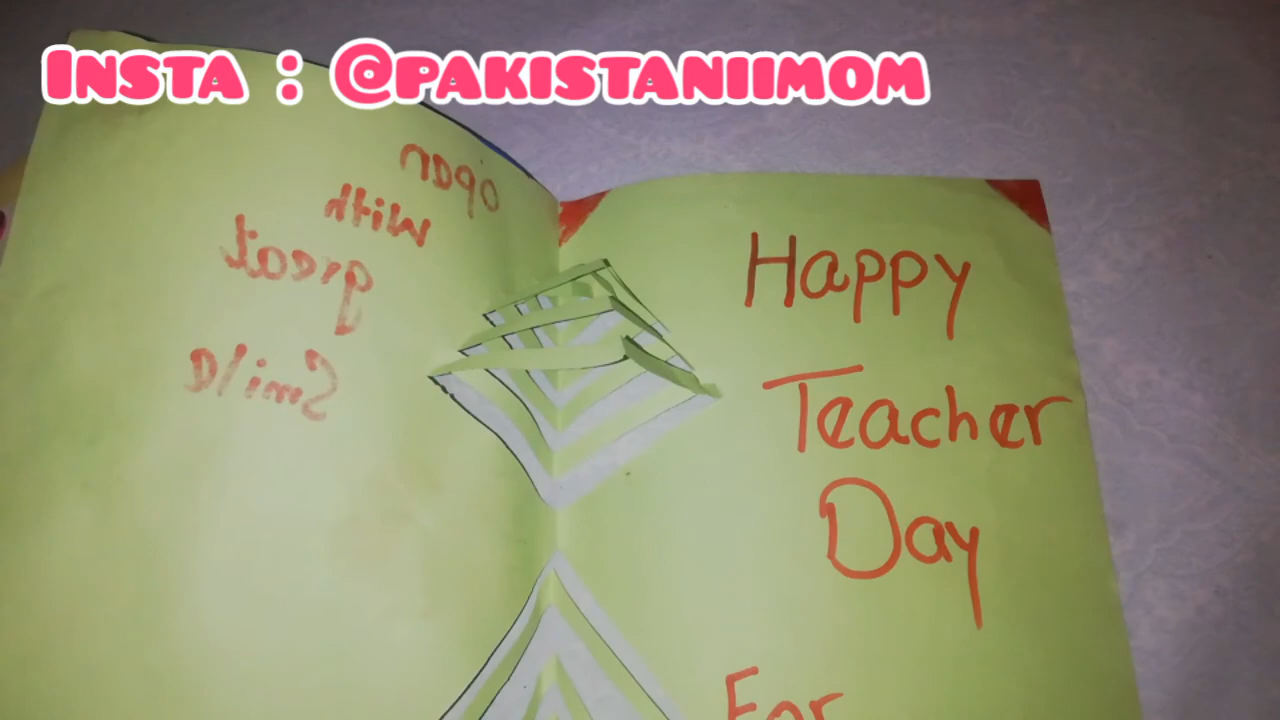 Insta : @pakistaniimom
open
with
great
Smile
Happy
Teacher
Day
For